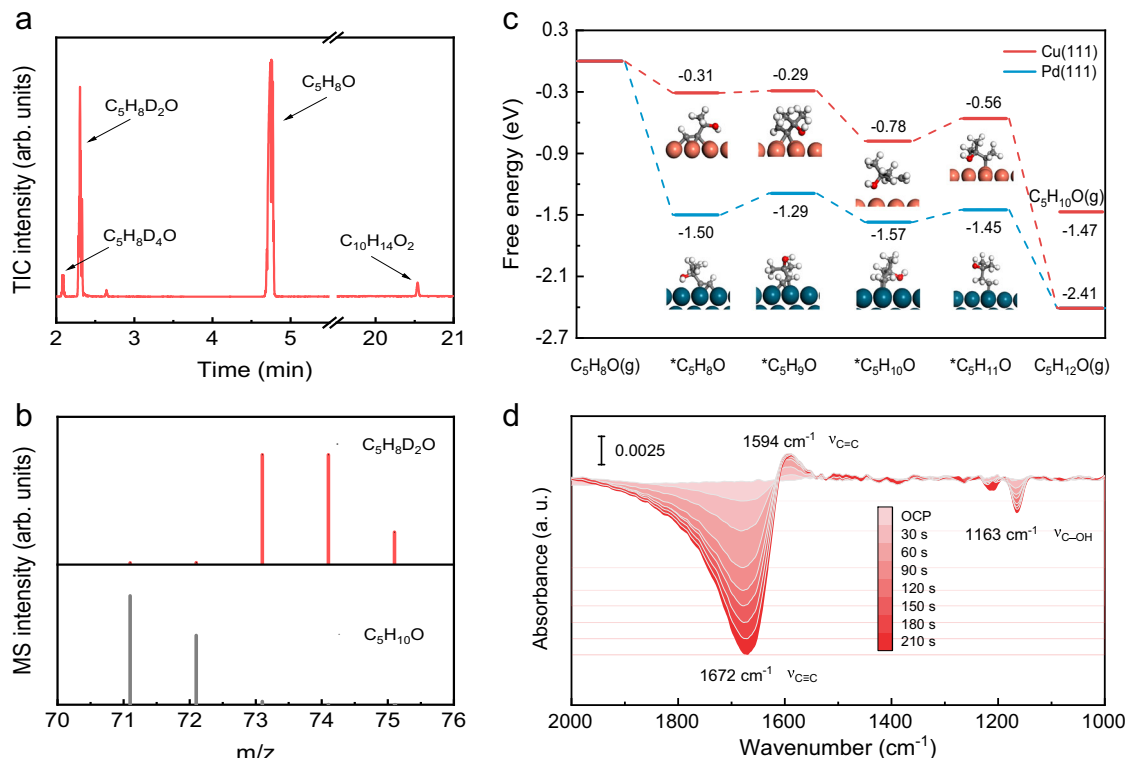 a
TIC intensity (arb. units)
C₅H₈D₂O
C₅H₈O
C₅H₈D₄O
C₁₀H₁₄O₂
2 3 4 5 20 21
Time (min)
b
MS intensity (arb. units)
C₅H₈D₂O
C₅H₁₀O
70 71 72 73 74 75 76
m/z
c
Free energy (eV)
0.3
-0.3
-0.9
-1.5
-2.1
-2.7
Cu(111)
Pd(111)
-0.31
-0.29
-0.78
-0.56
C₅H₁₀O(g)
-1.47
-1.50
-1.29
-1.57
-1.45
-2.41
C₅H₈O(g) *C₅H₈O *C₅H₉O *C₅H₁₀O *C₅H₁₁O C₅H₁₂O(g)
d
Absorbance (a. u.)
0.0025
1594 cm⁻¹ νC=C
1163 cm⁻¹ νC–OH
OCP
30 s
60 s
90 s
120 s
150 s
180 s
210 s
1672 cm⁻¹ νC≡C
2000 1800 1600 1400 1200 1000
Wavenumber (cm⁻¹)